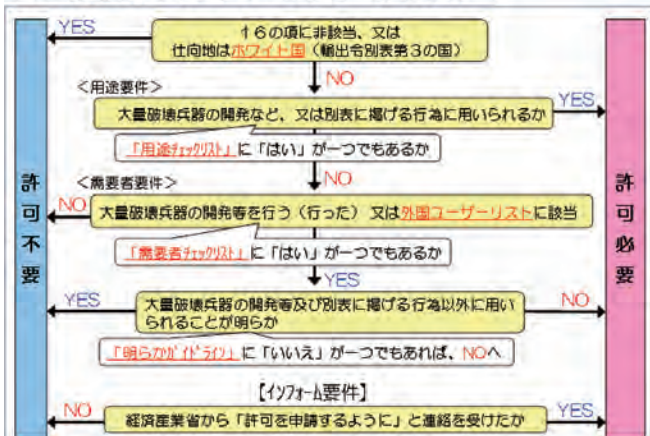 YES
16の項に非該当、又は
仕向地はホワイト国（輸出令別表第3の国）
NO
＜用途要件＞
YES
大量破壊兵器の開発など、又は別表に掲げる行為に用いられるか
「用途ﾁｪｯｸﾘｽﾄ」に「はい」が一つでもあるか
NO
＜需要者要件＞
許可不要
許可必要
NO
大量破壊兵器の開発等を行う（行った）又は外国ユーザーリストに該当
「需要者ﾁｪｯｸﾘｽﾄ」に「はい」が一つでもあるか
YES
YES
大量破壊兵器の開発等及び別表に掲げる行為以外に用い
られることが明らか
NO
「明らかｶﾞｲﾄﾞﾗｲﾝ」に「いいえ」が一つでもあれば、NOへ
【ｲﾝﾌｫｰﾑ要件】
NO
経済産業省から「許可を申請するように」と連絡を受けたか
YES